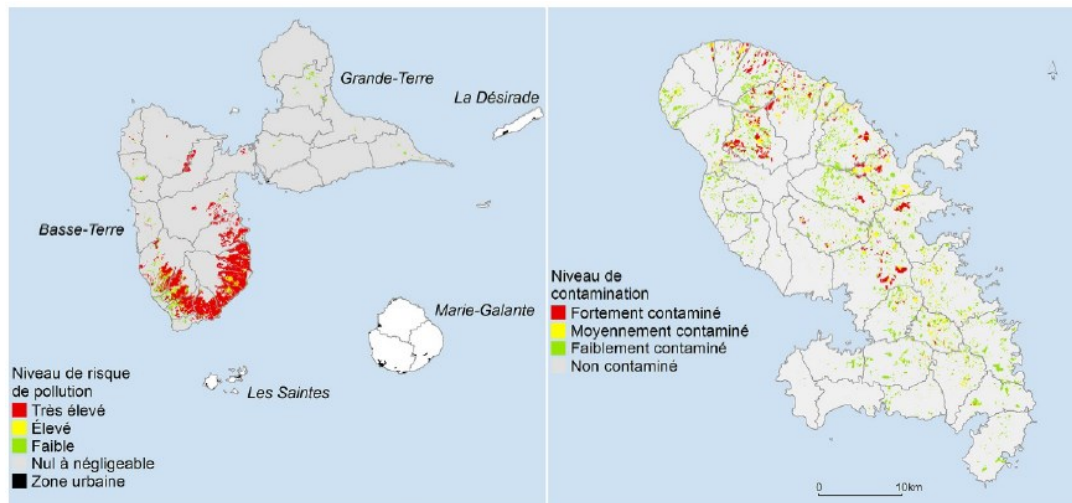 Grande-Terre
La Désirade
Basse-Terre
Marie-Galante
Les Saintes
Niveau de risque
de pollution
Très élevé
Élevé
Faible
Nul à négligeable
Zone urbaine
Niveau de
contamination
Fortement contaminé
Moyennement contaminé
Faiblement contaminé
Non contaminé
0 10km